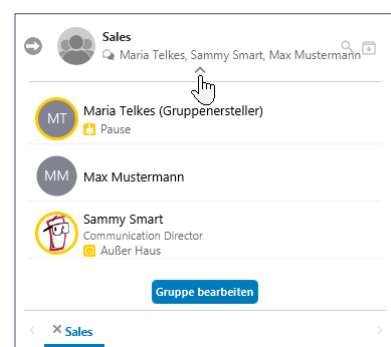 Sales
Maria Telkes, Sammy Smart, Max Mustermann
MT
Maria Telkes (Gruppenersteller)
Pause
MM
Max Mustermann
Sammy Smart
Communication Director
Außer Haus
Gruppe bearbeiten
Sales